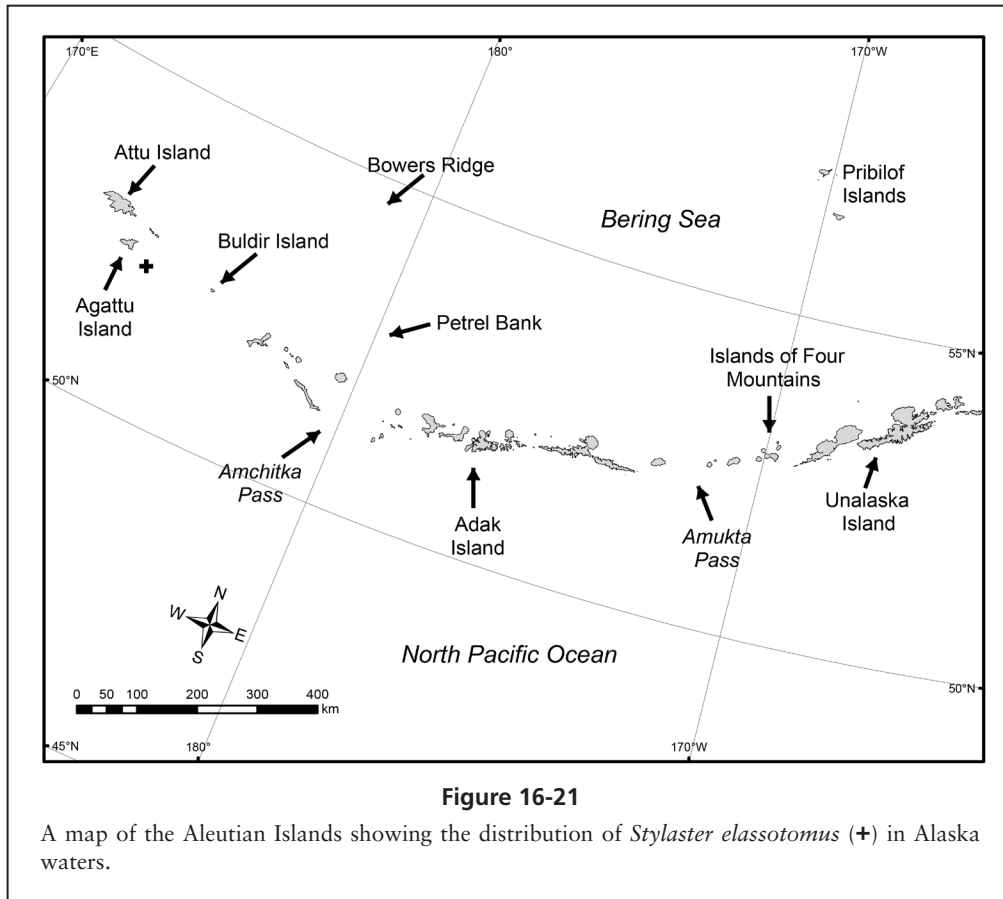 170°E
180°
170°W
Attu Island
Bowers Ridge
Pribilof
Islands
Bering Sea
Buldir Island
Agattu
Island
Petrel Bank
Islands of Four
Mountains
55°N
50°N
Amchitka
Pass
Adak
Island
Amukta
Pass
Unalaska
Island
N
W
E
S
North Pacific Ocean
50°N
0 50 100 200 300 400
km
45°N
180°
170°W
Figure 16-21
A map of the Aleutian Islands showing the distribution of Stylaster elassotomus (+) in Alaska
waters.